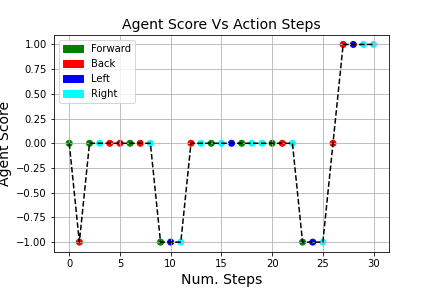 Agent Score Vs Action Steps
Agent Score
1.00
0.75
0.50
0.25
0.00
−0.25
−0.50
−0.75
−1.00
Forward
Back
Left
Right
0 5 10 15 20 25 30
Num. Steps